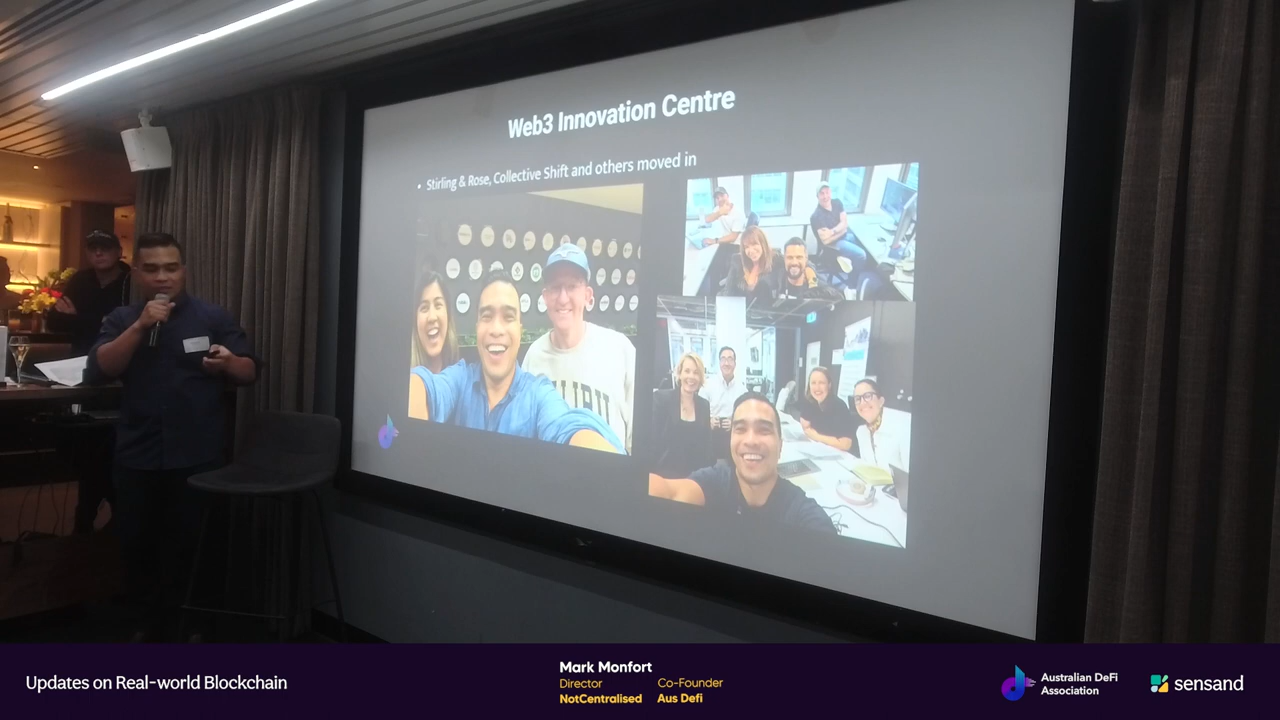 Web3 Innovation Centre
• Stirling & Rose, Collective Shift and others moved in
Updates on Real-world Blockchain
Mark Monfort
Director
NotCentralised
Co-Founder
Aus Defi
Australian DeFi
Association
sensand